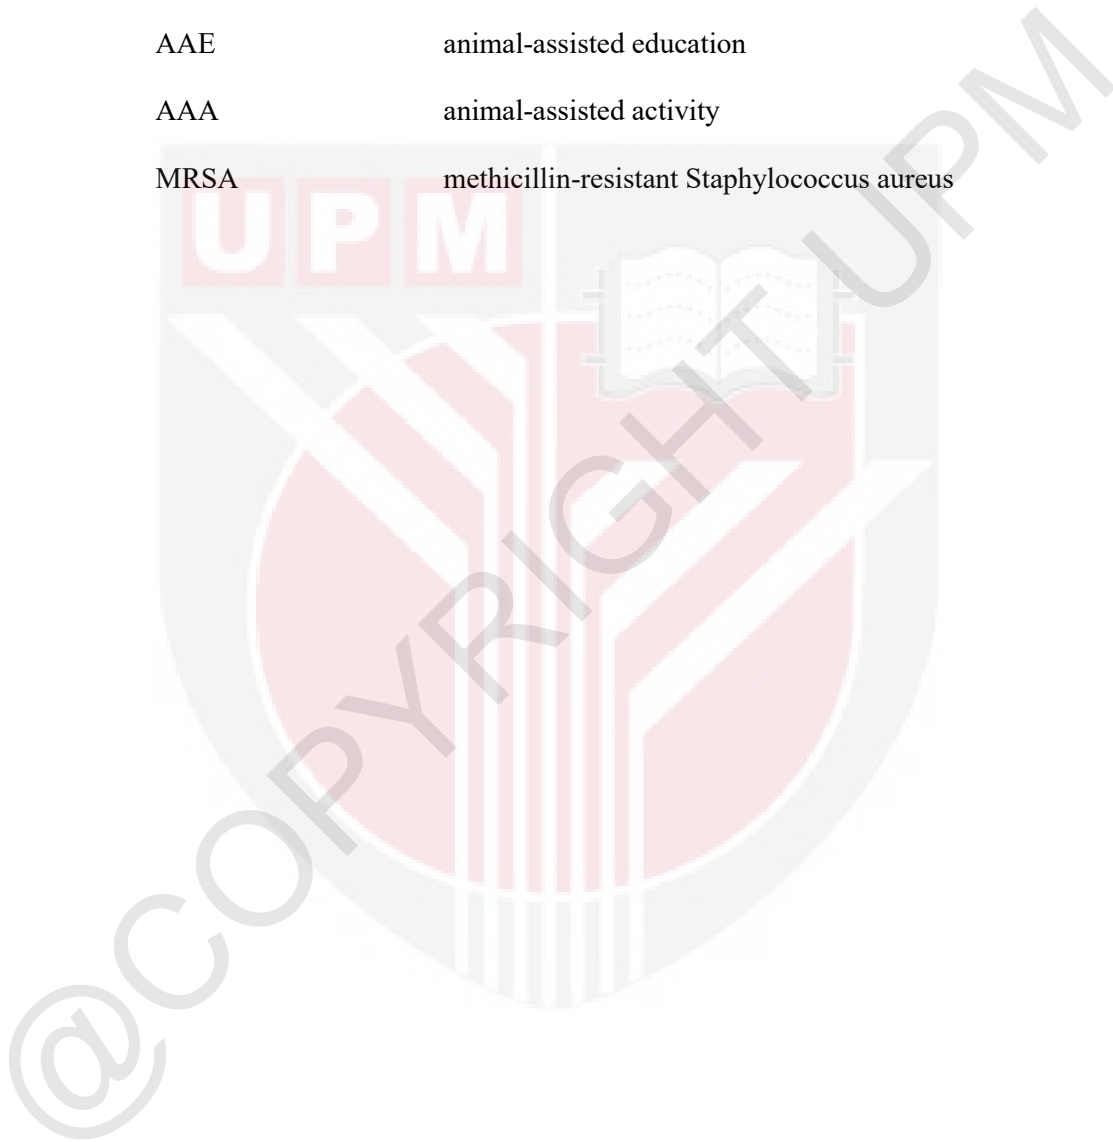 AAE animal-assisted education
AAA animal-assisted activity
MRSA methicillin-resistant Staphylococcus aureus
UPM
@COPYRIGHT UPM